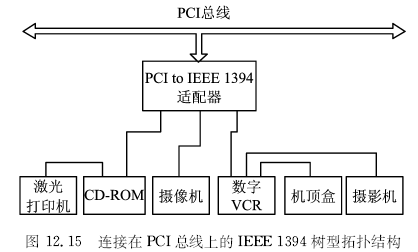 PCI总线
PCI to IEEE 1394
适配器
激光
打印机
CD-ROM
摄像机
数字
VCR
机顶盒
摄影机
图 12.15 连接在 PCI 总线上的 IEEE 1394 树型拓扑结构